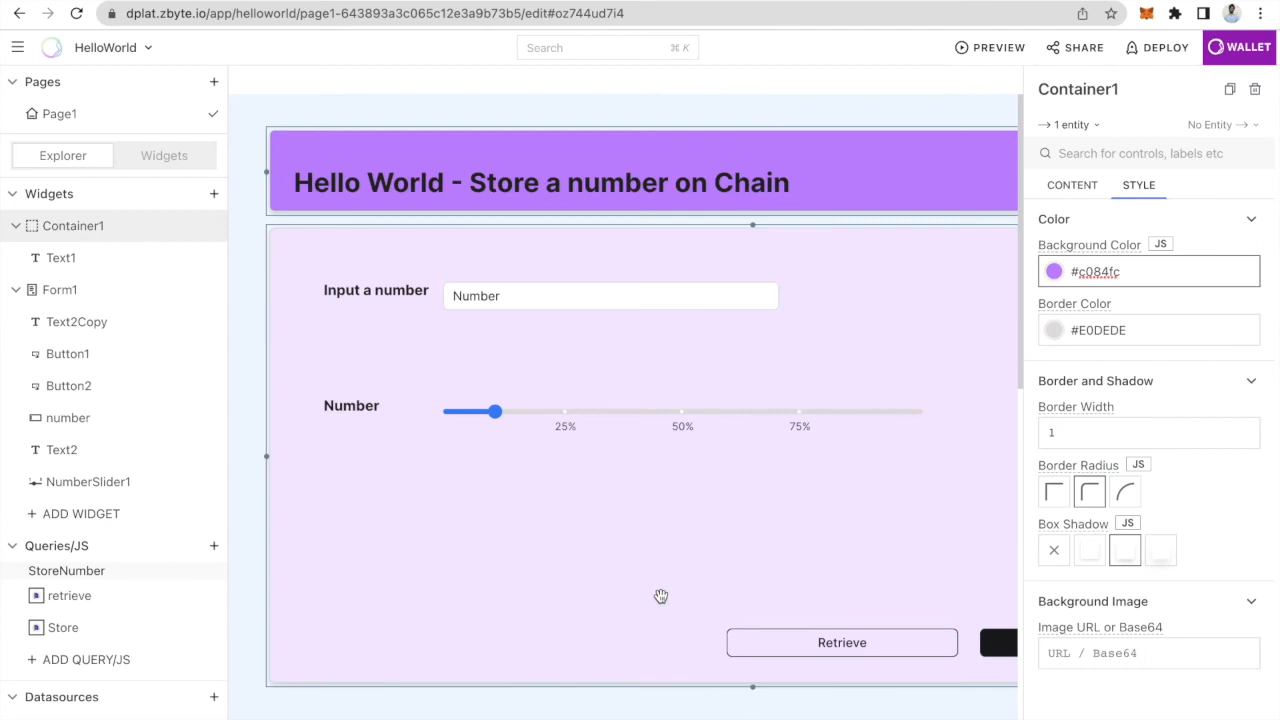 dplat.zbyte.io/app/helloworld/page1-643893a3c065c12e3a9b73b5/edit#oz744ud7i4
HelloWorld
Search ⌘ K
PREVIEW
SHARE
DEPLOY
WALLET
Pages
Page1
Explorer
Widgets
Widgets
Container1
Text1
Form1
Text2Copy
Button1
Button2
number
Text2
NumberSlider1
ADD WIDGET
Queries/JS
StoreNumber
retrieve
Store
ADD QUERY/JS
Datasources
Hello World - Store a number on Chain
Input a number
Number
Number
25%
50%
75%
Retrieve
Container1
1 entity
No Entity
Search for controls, labels etc
CONTENT
STYLE
Color
Background Color JS
#c084fc
Border Color
#E0DEDE
Border and Shadow
Border Width
1
Border Radius JS
Box Shadow JS
Background Image
Image URL or Base64
URL / Base64